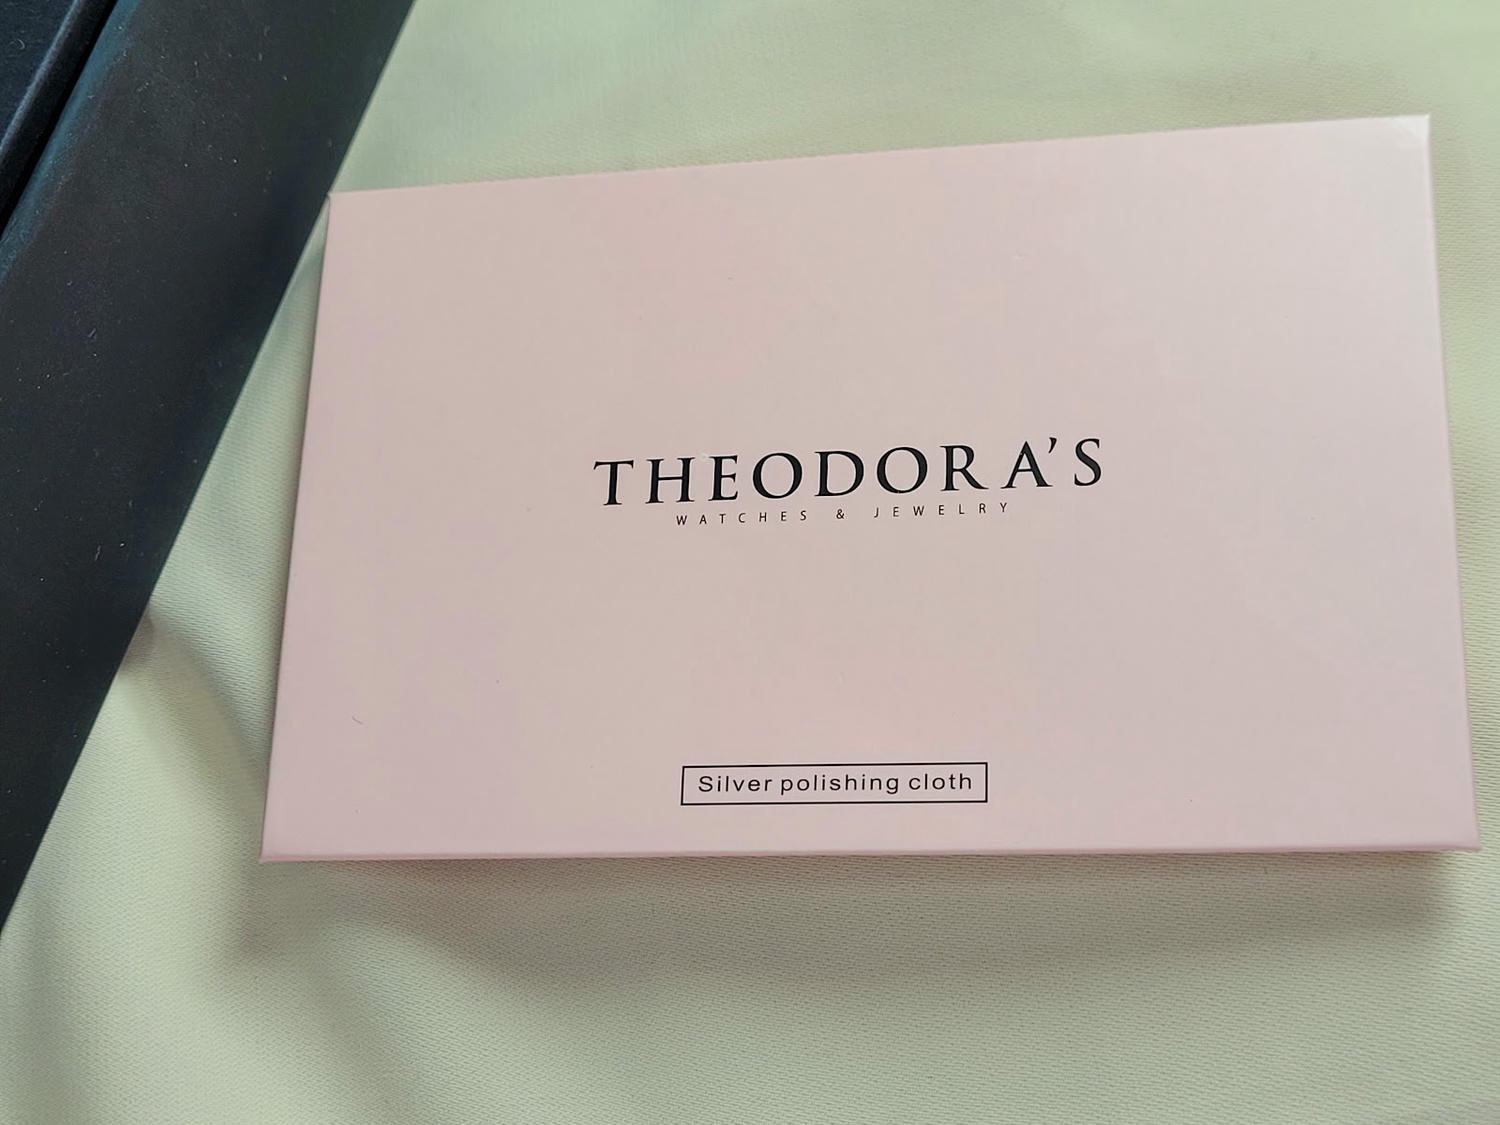 THEODORA'S
WATCHES & JEWELRY
Silver polishing cloth